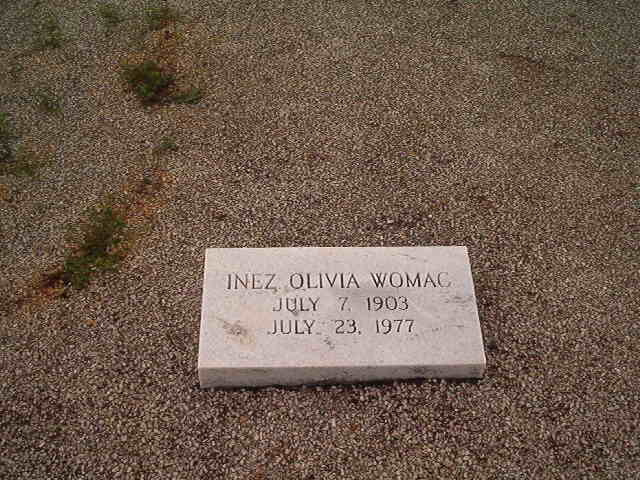 INEZ OLIVIA WOMAC
JULY 7, 1903
JULY 23, 1977